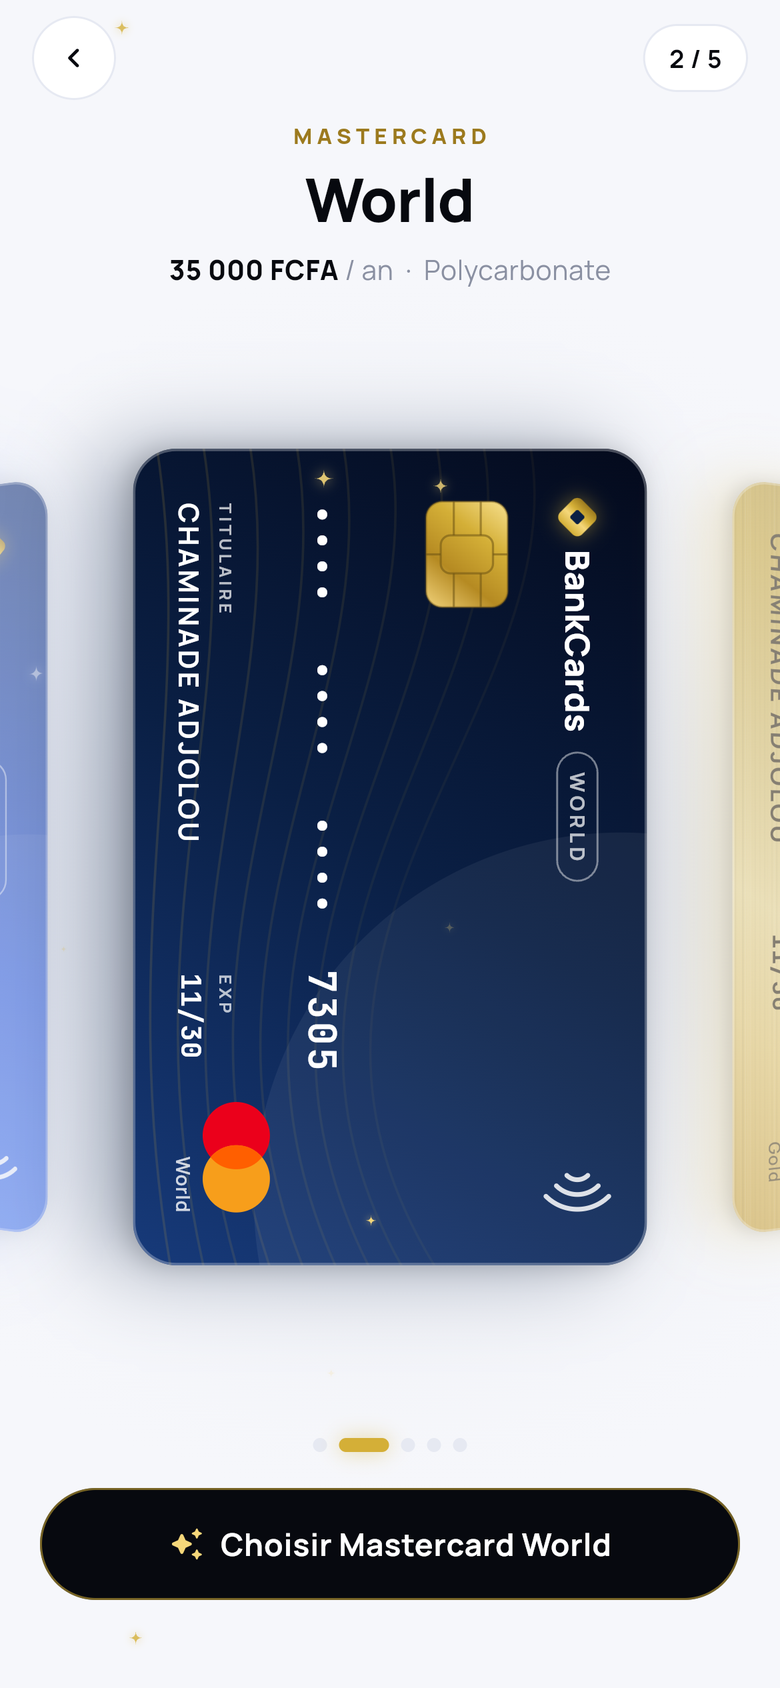 2 / 5
MASTERCARD
World
35 000 FCFA / an · Polycarbonate
BankCards WORLD
•••• •••• •••• 7305
TITULAIRE
CHAMINADE ADJOLOU
EXP
11/30
World
CHAMINADE ADJOLOU
11/30
Gold
Choisir Mastercard World